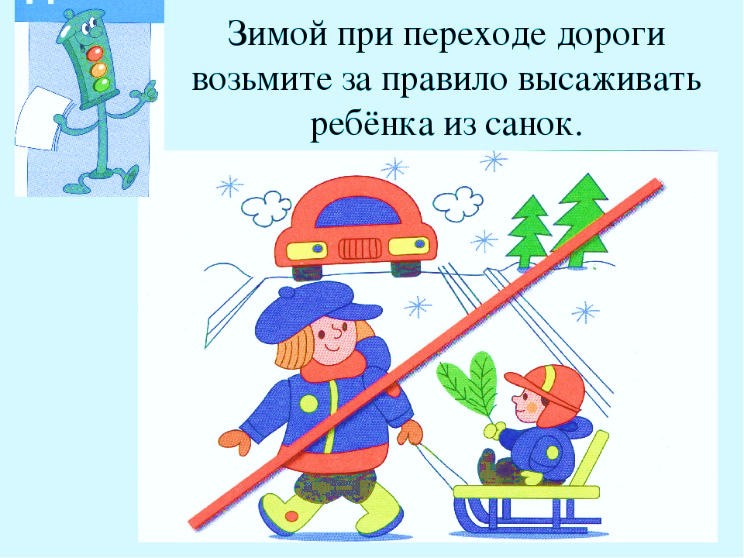 Зимой при переходе дороги
возьмите за правило высаживать
ребёнка из санок.